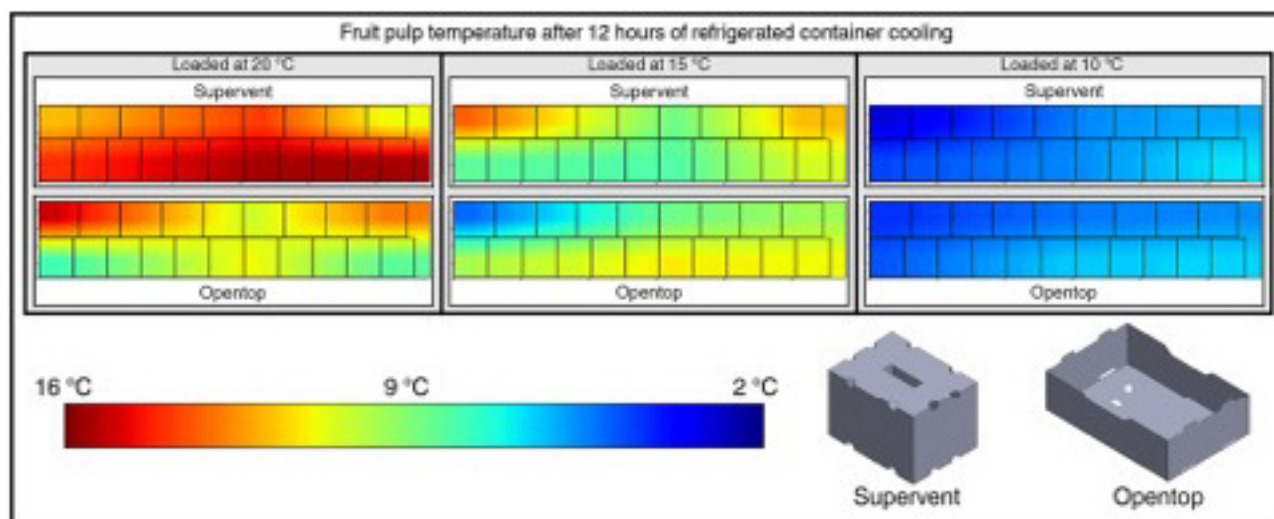 Fruit pulp temperature after 12 hours of refrigerated container cooling
Loaded at 20 °C
Loaded at 15 °C
Loaded at 10 °C
Supervent
Supervent
Supervent
Opentop
Opentop
Opentop
16 °C
9 °C
2 °C
Supervent
Opentop